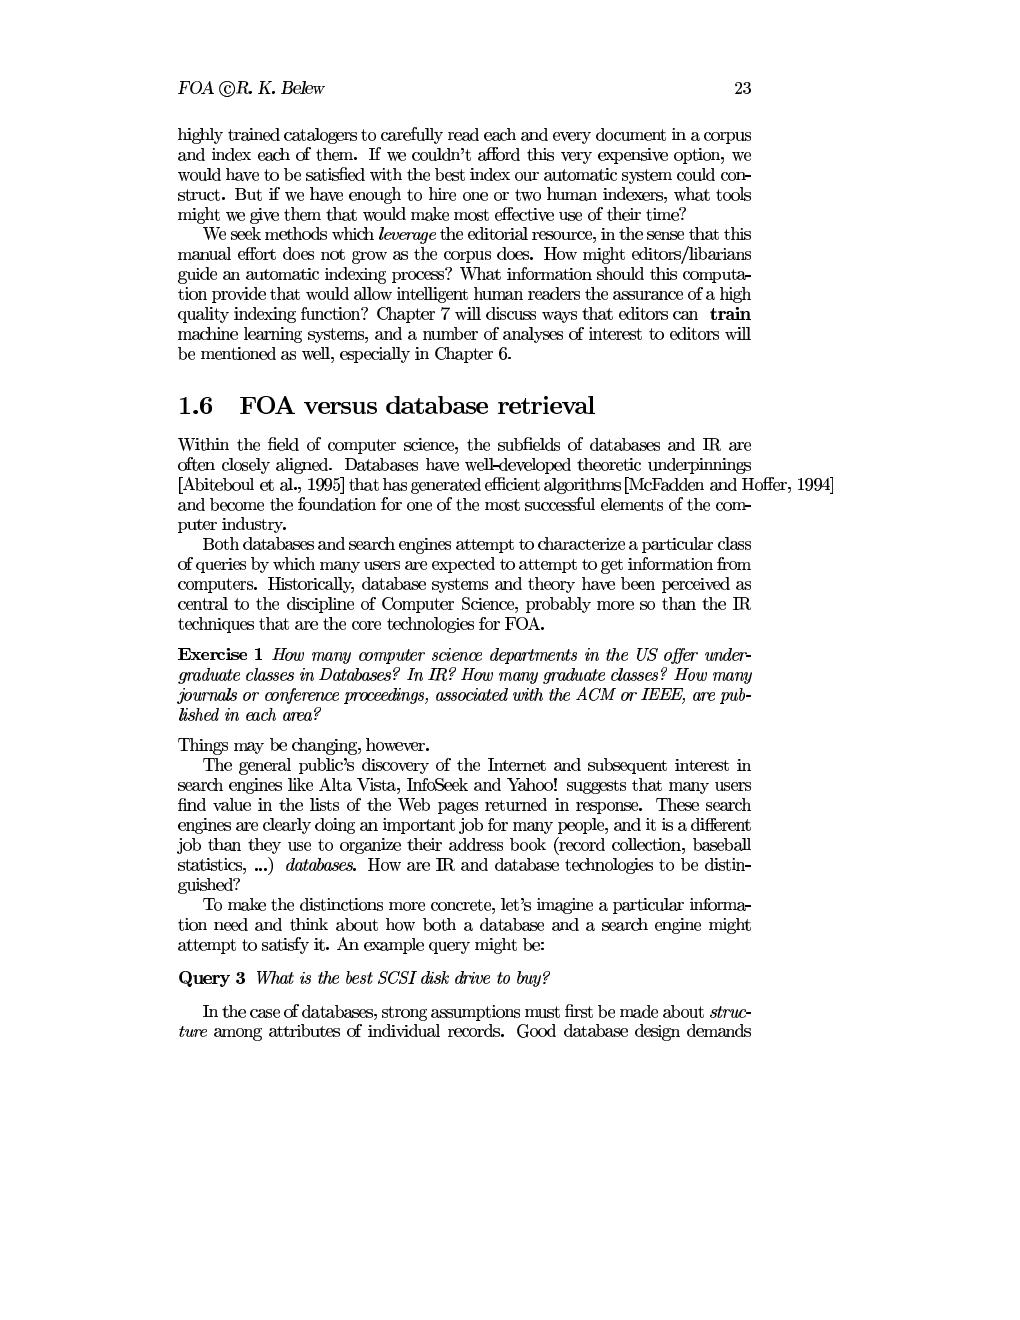 FOA ©R. K. Belew 23
highly trained catalogers to carefully read each and every document in a corpus
and index each of them. If we couldn't afford this very expensive option, we
would have to be satisfied with the best index our automatic system could con-
struct. But if we have enough to hire one or two human indexers, what tools
might we give them that would make most effective use of their time?
We seek methods which leverage the editorial resource, in the sense that this
manual effort does not grow as the corpus does. How might editors/libarians
guide an automatic indexing process? What information should this computa-
tion provide that would allow intelligent human readers the assurance of a high
quality indexing function? Chapter 7 will discuss ways that editors can train
machine learning systems, and a number of analyses of interest to editors will
be mentioned as well, especially in Chapter 6.
1.6 FOA versus database retrieval
Within the field of computer science, the subfields of databases and IR are
often closely aligned. Databases have well-developed theoretic underpinnings
[Abiteboul et al., 1995] that has generated efficient algorithms [McFadden and Hoffer, 1994]
and become the foundation for one of the most successful elements of the com-
puter industry.
Both databases and search engines attempt to characterize a particular class
of queries by which many users are expected to attempt to get information from
computers. Historically, database systems and theory have been perceived as
central to the discipline of Computer Science, probably more so than the IR
techniques that are the core technologies for FOA.
Exercise 1 How many computer science departments in the US offer under-
graduate classes in Databases? In IR? How many graduate classes? How many
journals or conference proceedings, associated with the ACM or IEEE, are pub-
lished in each area?
Things may be changing, however.
The general public's discovery of the Internet and subsequent interest in
search engines like Alta Vista, InfoSeek and Yahoo! suggests that many users
find value in the lists of the Web pages returned in response. These search
engines are clearly doing an important job for many people, and it is a different
job than they use to organize their address book (record collection, baseball
statistics, ...) databases. How are IR and database technologies to be distin-
guished?
To make the distinctions more concrete, let's imagine a particular informa-
tion need and think about how both a database and a search engine might
attempt to satisfy it. An example query might be:
Query 3 What is the best SCSI disk drive to buy?
In the case of databases, strong assumptions must first be made about struc-
ture among attributes of individual records. Good database design demands